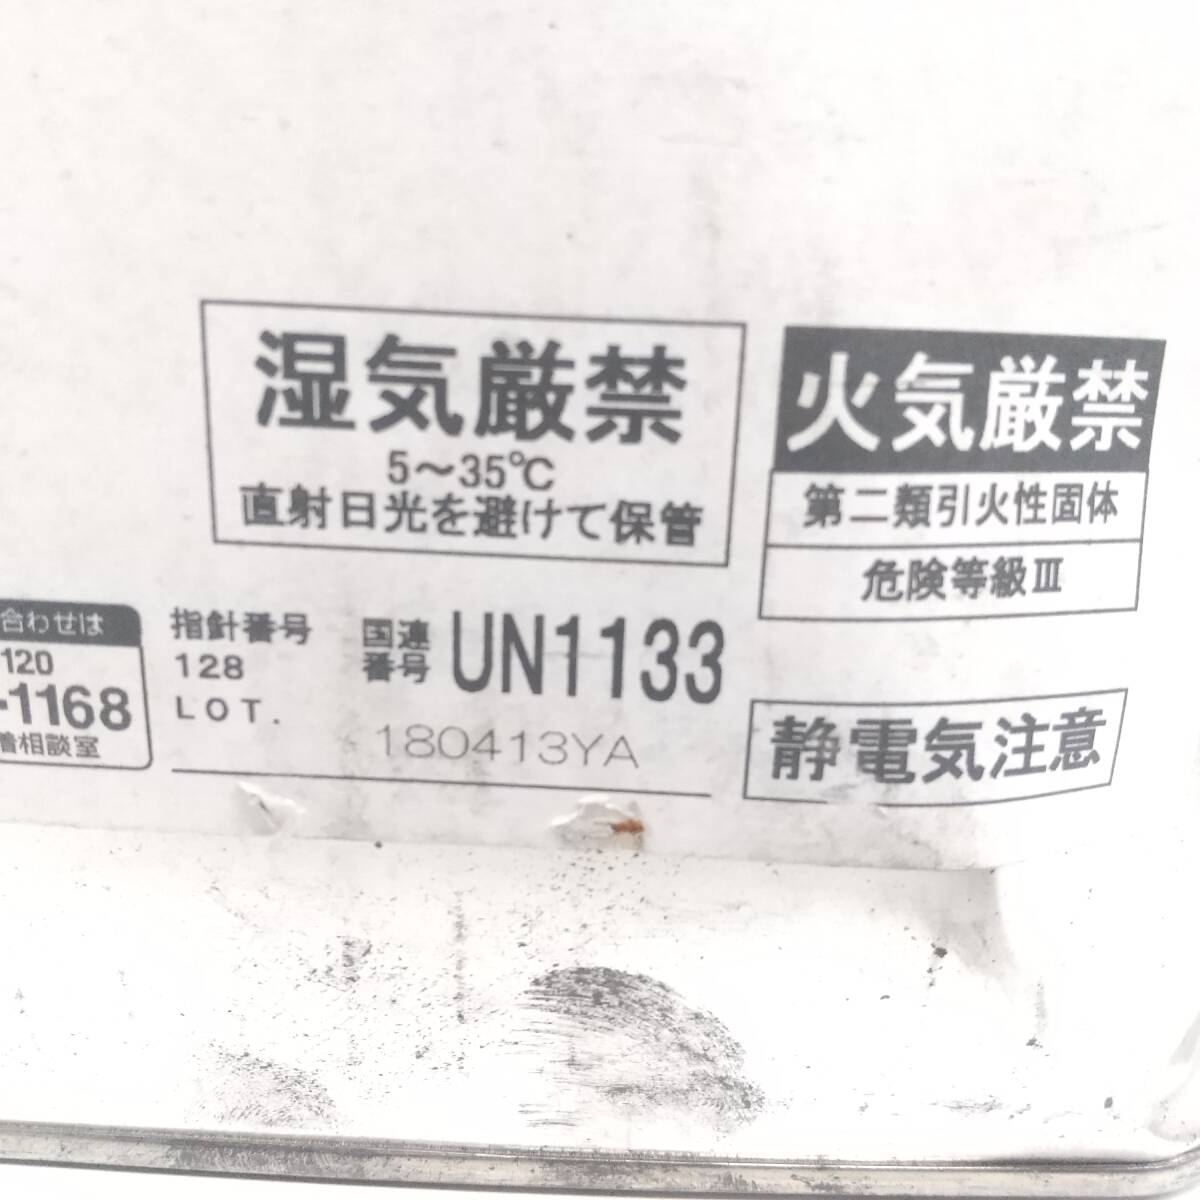 湿気厳禁
5～35℃
直射日光を避けて保管
火気厳禁
第二類引火性固体
危険等級Ⅲ
合わせは
120
-1168
着相談室
指針番号
128
国連
番号
UN1133
LOT.
180413YA
静電気注意